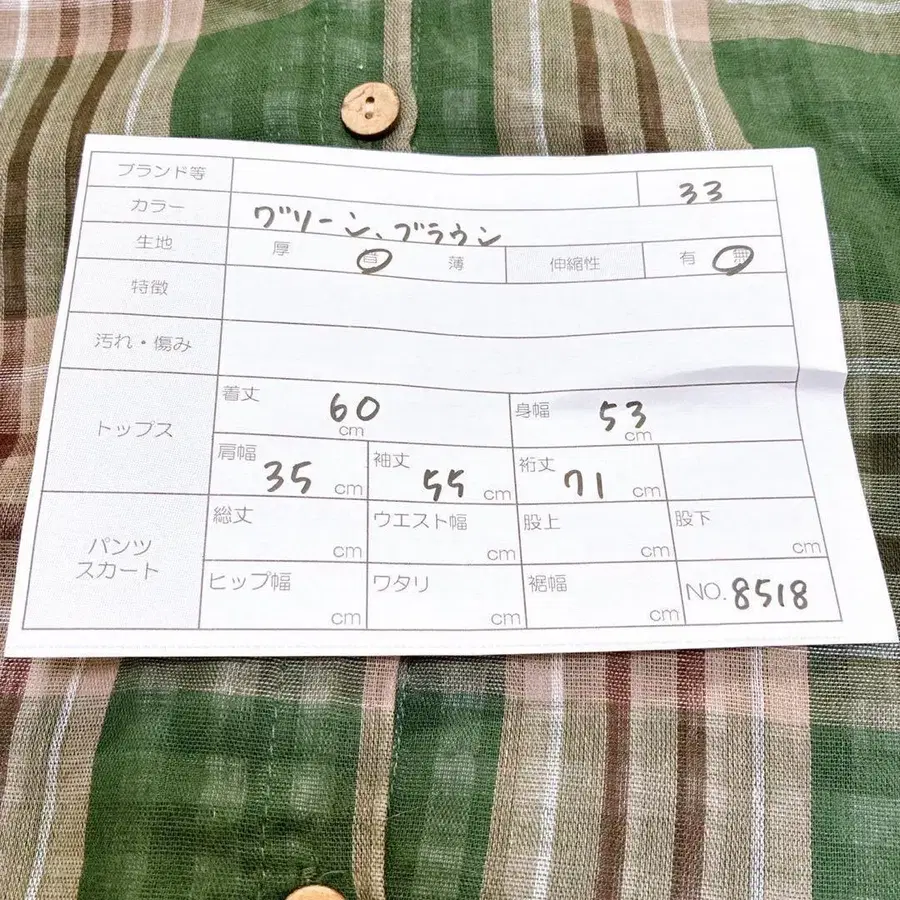 ブランド等 33
カラー グリーン、ブラウン
生地 厚 普 薄 伸縮性 有 無
特徴
汚れ・傷み
トップス 着丈 60 cm 身幅 53 cm
肩幅 35 cm 袖丈 55 cm 裄丈 71 cm
パンツ
スカート
総丈 cm ウエスト幅 cm 股上 cm 股下 cm
ヒップ幅 cm ワタリ cm 裾幅 cm NO. 8518